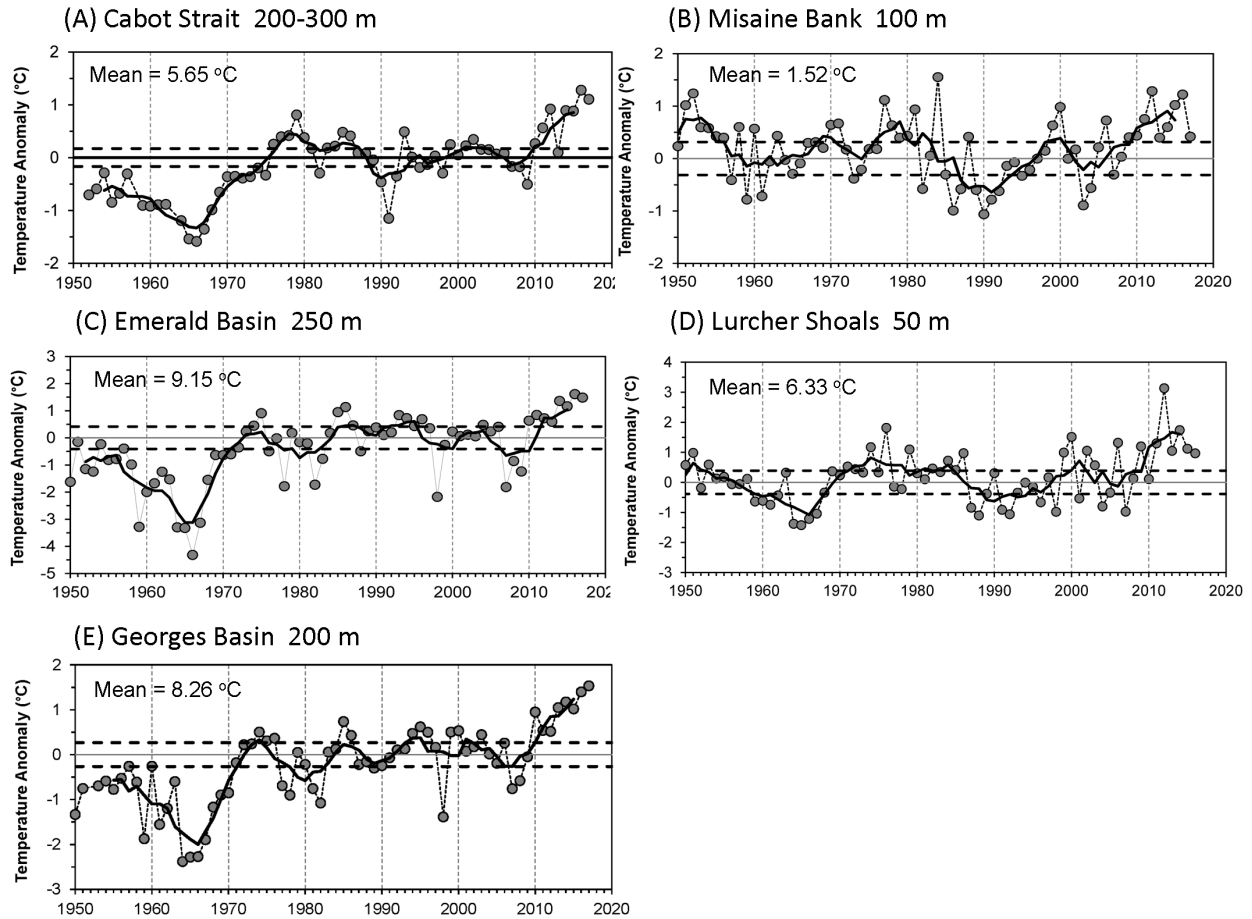 (A) Cabot Strait 200-300 m
Temperature Anomaly (°C)
Mean = 5.65 °C
2
1
0
-1
-2
1950 1960 1970 1980 1990 2000 2010 202
(B) Misaine Bank 100 m
Temperature Anomaly (°C)
Mean = 1.52 °C
2
1
0
-1
-2
1950 1960 1970 1980 1990 2000 2010 2020
(C) Emerald Basin 250 m
Temperature Anomaly (°C)
Mean = 9.15 °C
3
2
1
0
-1
-2
-3
-4
-5
1950 1960 1970 1980 1990 2000 2010 202
(D) Lurcher Shoals 50 m
Temperature Anomaly (°C)
Mean = 6.33 °C
4
3
2
1
0
-1
-2
-3
1950 1960 1970 1980 1990 2000 2010 2020
(E) Georges Basin 200 m
Temperature Anomaly (°C)
Mean = 8.26 °C
2
1
0
-1
-2
-3
1950 1960 1970 1980 1990 2000 2010 2020